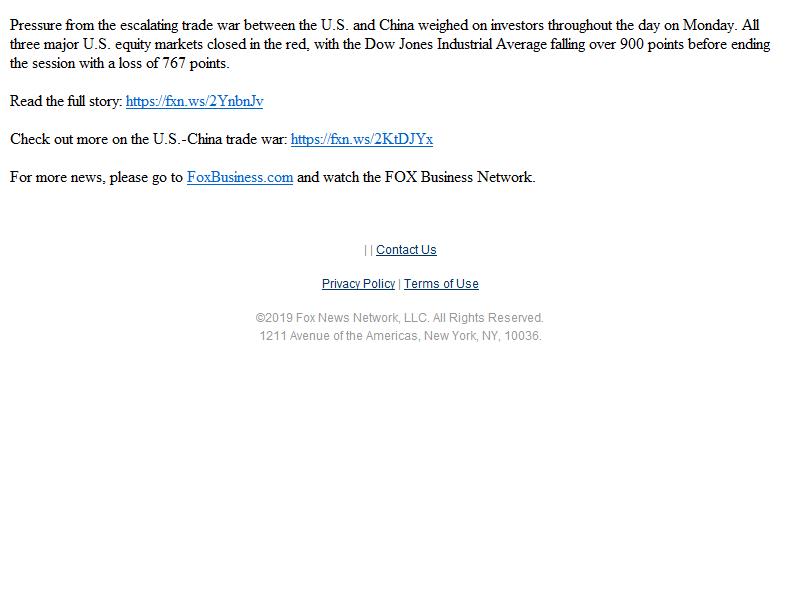 Pressure from the escalating trade war between the U.S. and China weighed on investors throughout the day on Monday. All
three major U.S. equity markets closed in the red, with the Dow Jones Industrial Average falling over 900 points before ending
the session with a loss of 767 points.
Read the full story: https://fxn.ws/2YnbnJv
Check out more on the U.S.-China trade war: https://fxn.ws/2KtDJYx
For more news, please go to FoxBusiness.com and watch the FOX Business Network.
| | Contact Us
Privacy Policy | Terms of Use
©2019 Fox News Network, LLC. All Rights Reserved.
1211 Avenue of the Americas, New York, NY, 10036.